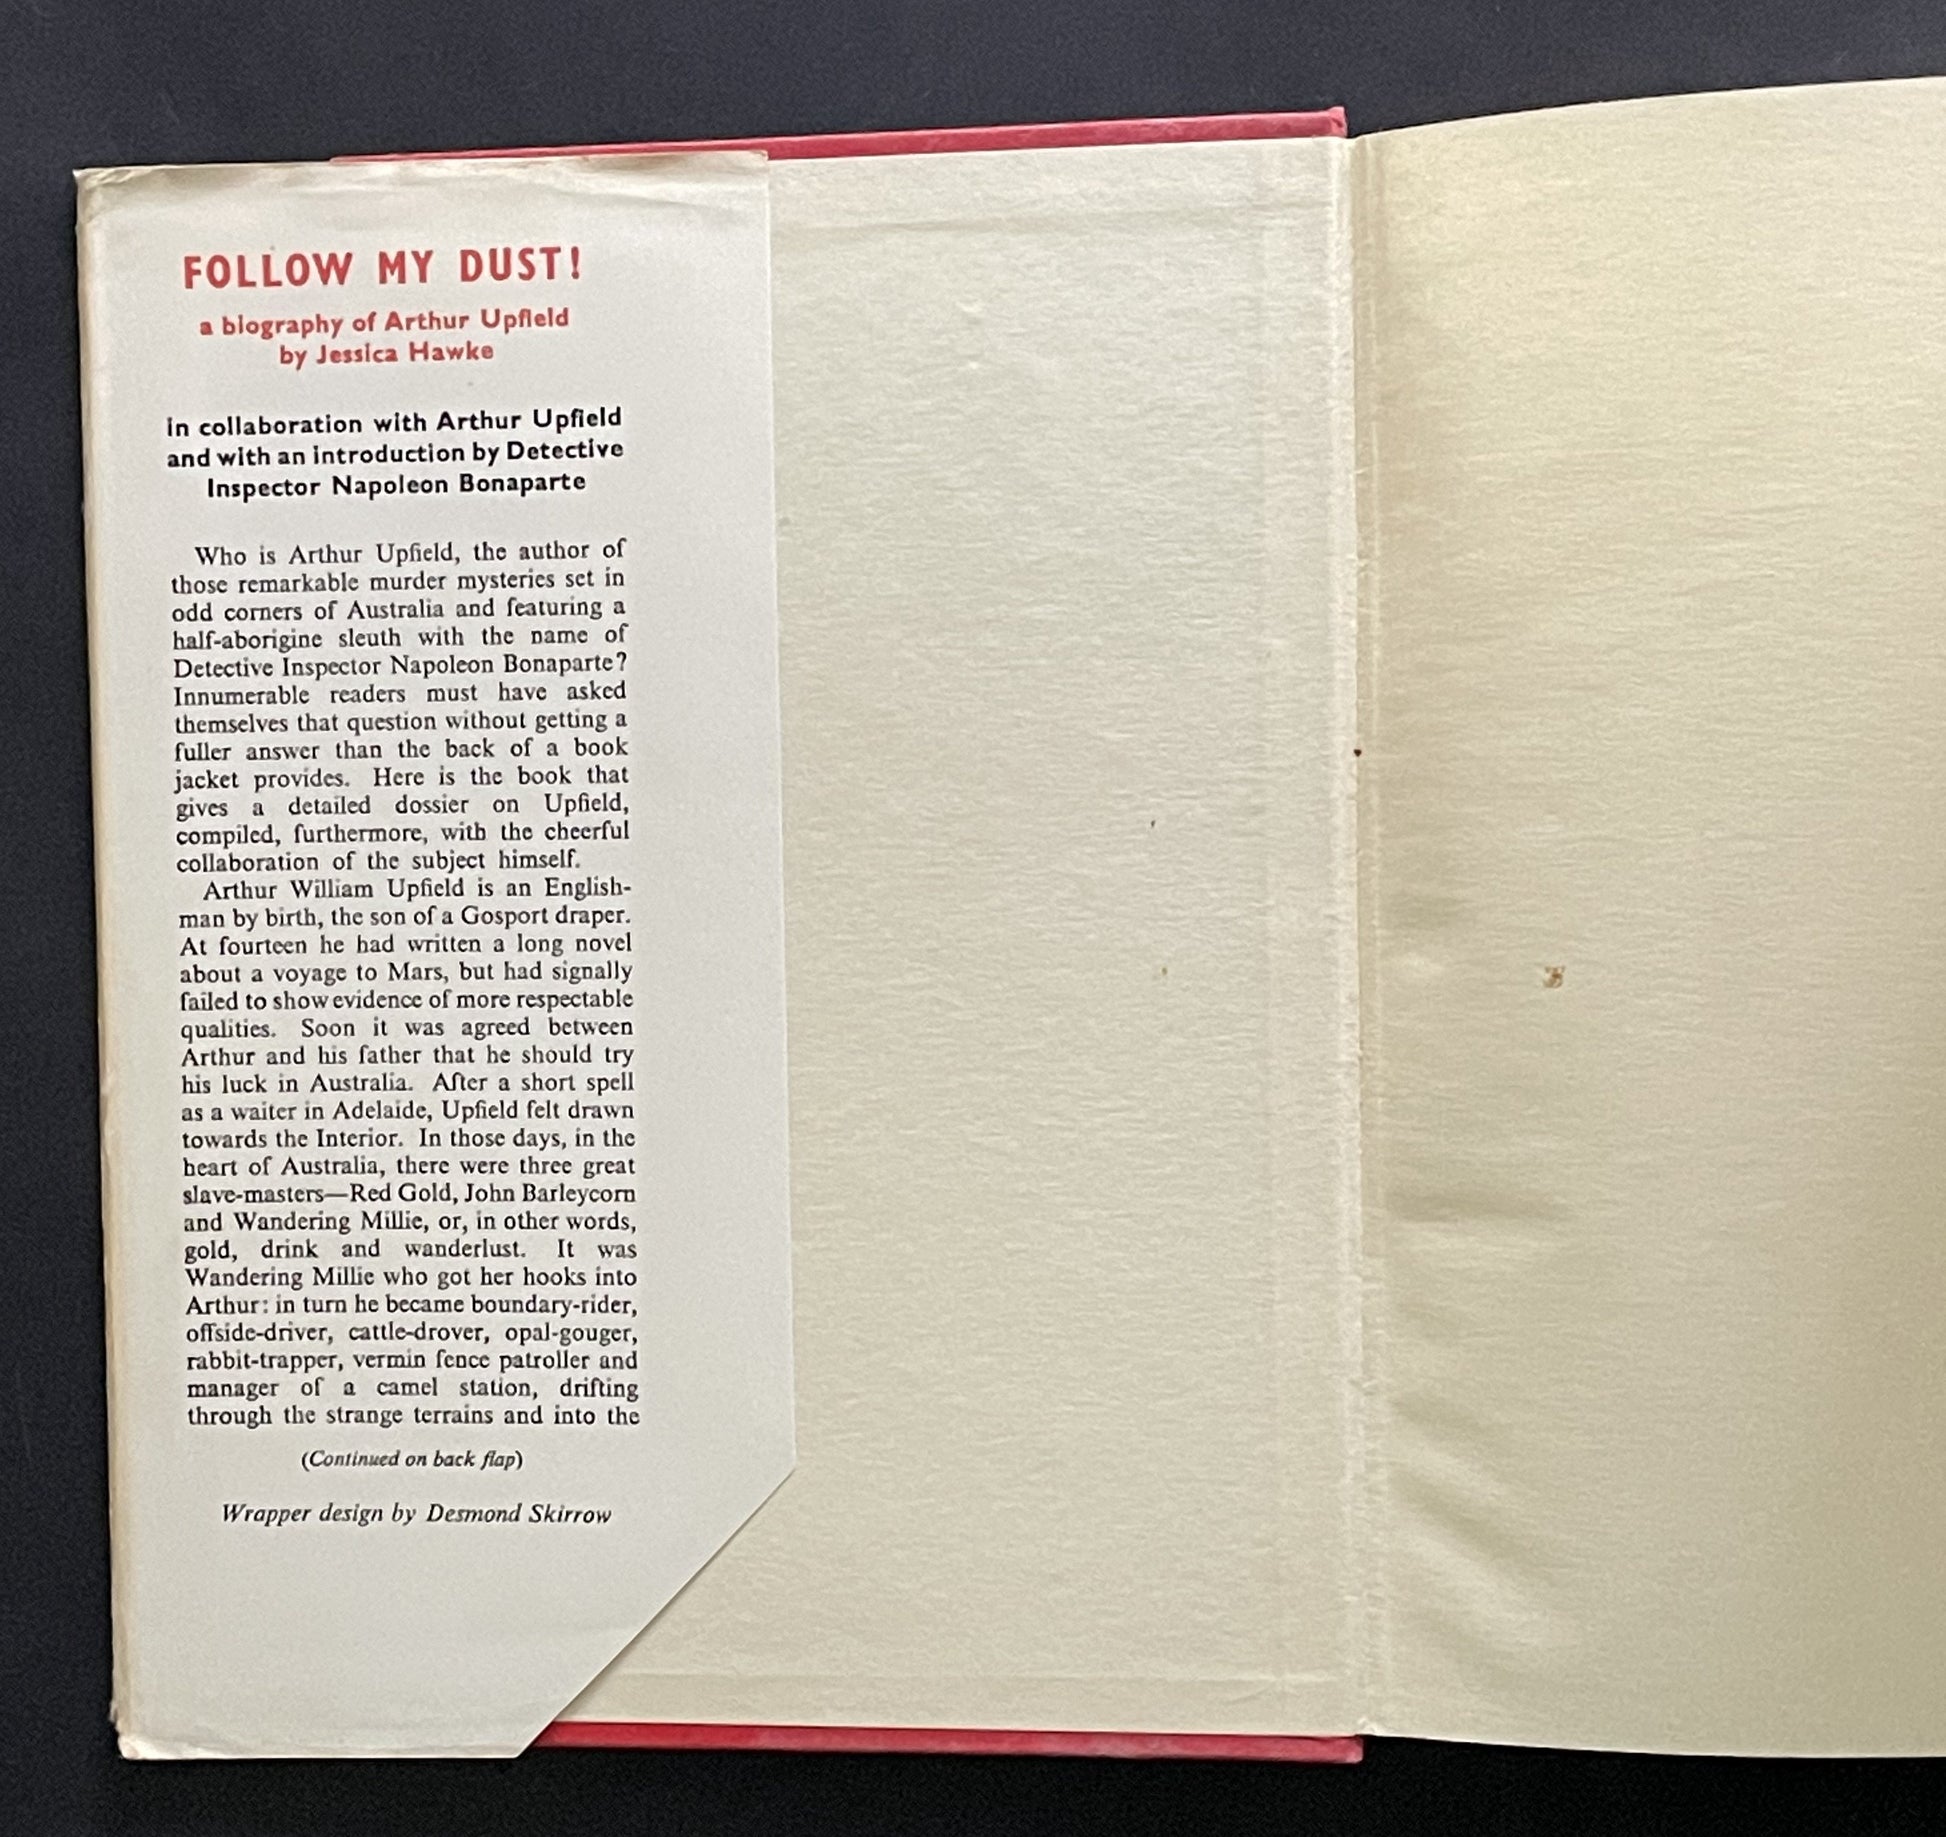 FOLLOW MY DUST!
a biography of Arthur Upfield
by Jessica Hawke
in collaboration with Arthur Upfield
and with an introduction by Detective
Inspector Napoleon Bonaparte
Who is Arthur Upfield, the author of
those remarkable murder mysteries set in
odd corners of Australia and featuring a
half-aborigine sleuth with the name of
Detective Inspector Napoleon Bonaparte?
Innumerable readers must have asked
themselves that question without getting a
fuller answer than the back of a book
jacket provides. Here is the book that
gives a detailed dossier on Upfield,
compiled, furthermore, with the cheerful
collaboration of the subject himself.
Arthur William Upfield is an English-
man by birth, the son of a Gosport draper.
At fourteen he had written a long novel
about a voyage to Mars, but had signally
failed to show evidence of more respectable
qualities. Soon it was agreed between
Arthur and his father that he should try
his luck in Australia. After a short spell
as a waiter in Adelaide, Upfield felt drawn
towards the Interior. In those days, in the
heart of Australia, there were three great
slave-masters—Red Gold, John Barleycorn
and Wandering Millie, or, in other words,
gold, drink and wanderlust. It was
Wandering Millie who got her hooks into
Arthur: in turn he became boundary-rider,
offside-driver, cattle-drover, opal-gouger,
rabbit-trapper, vermin fence patroller and
manager of a camel station, drifting
through the strange terrains and into the
(Continued on back flap)
Wrapper design by Desmond Skirrow